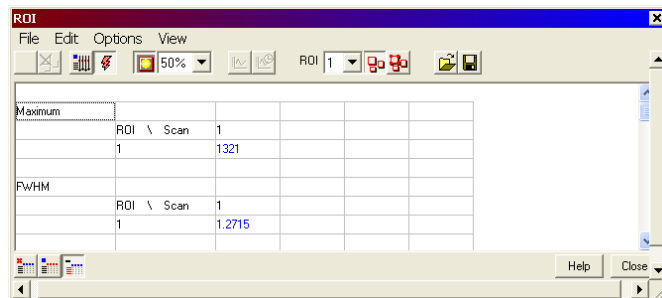 ROI
File Edit Options View
50% ROI 1
Maximum
ROI \ Scan 1
1 1321
FWHM
ROI \ Scan 1
1 1.2715
Help Close